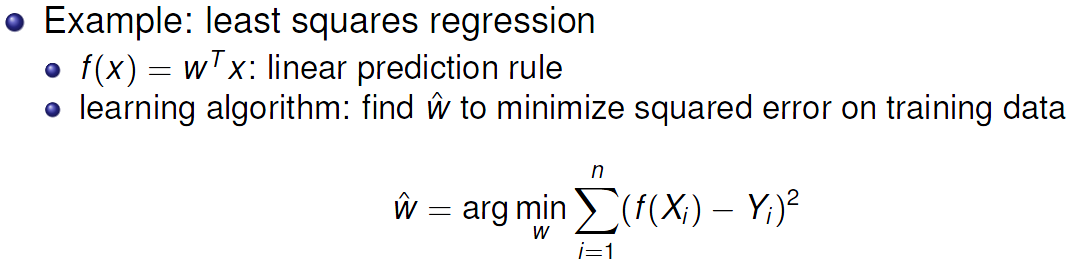 Example: least squares regression
f(x) = wᵀx: linear prediction rule
learning algorithm: find ŵ to minimize squared error on training data
ŵ = arg min_w ∑_{i=1}^{n} (f(X_i) − Y_i)²